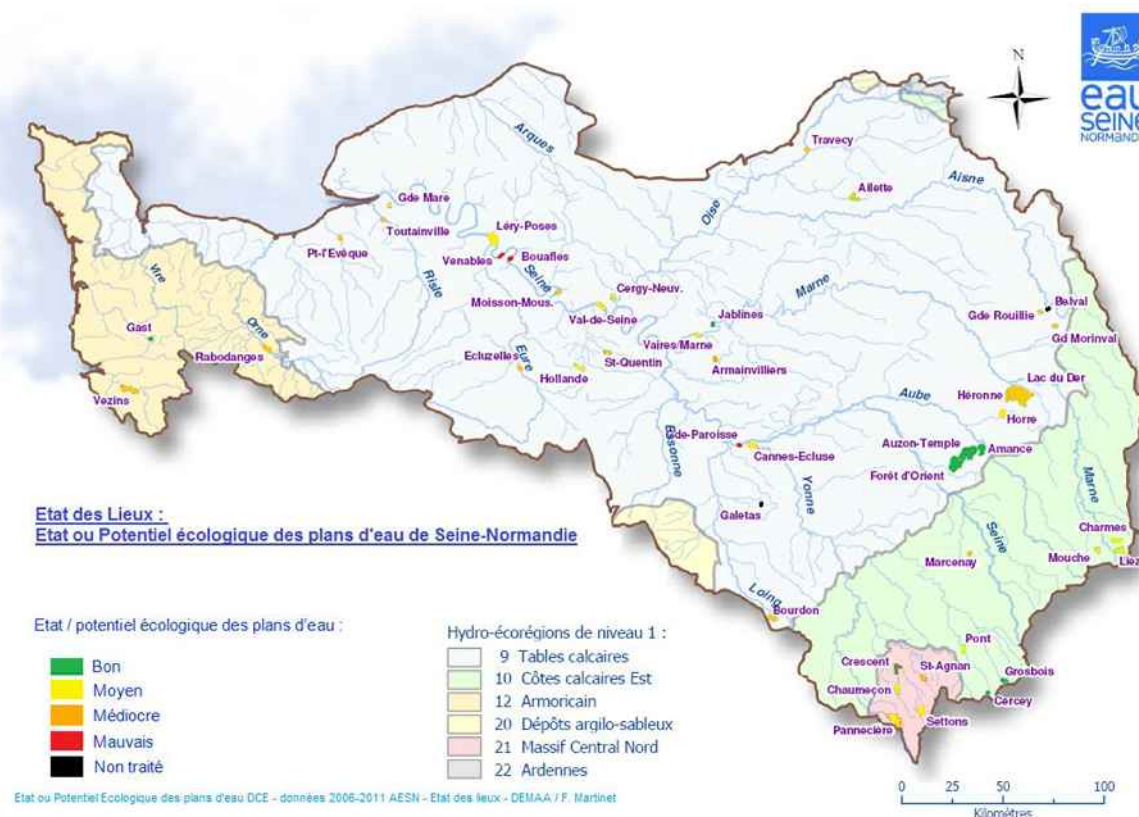 eau
SEINE
NORMANDIE
N
Arques
Travecy
Aisne
Ailette
Oise
Gde Mare
Toutainville
Léry-Poses
Pt-l'Evèque
Venables
Bouafles
Risle
Seine
Vire
Cergy-Neuv.
Marne
Moisson-Mous.
Val-de-Seine
Jablines
Belval
Gde Rouillie
Gd Morinval
Gast
Orne
Rabodanges
Eure
Ecluzelles
Vaires/Marne
St-Quentin
Armainvilliers
Hollande
Lac du Der
Vezins
Aube
Héronne
Horre
Essonne
Gde-Paroisse
Cannes-Ecluse
Auzon-Temple
Amance
Forêt d'Orient
Yonne
Marne
Galetas
Seine
Charmes
Marcenay
Mouche
Liez
Loing
Bourdon
Pont
Crescent
St-Agnan
Grosbois
Chaumeçon
Cercey
Settons
Pannecière
Etat des Lieux :
Etat ou Potentiel écologique des plans d'eau de Seine-Normandie
Etat / potentiel écologique des plans d'eau :
Bon
Moyen
Médiocre
Mauvais
Non traité
Hydro-écorégions de niveau 1 :
9 Tables calcaires
10 Côtes calcaires Est
12 Armoricain
20 Dépôts argilo-sableux
21 Massif Central Nord
22 Ardennes
0 50 100
Kilomètres
Etat ou Potentiel Ecologique des plans d'eau DCE - données 2006-2011 AESN - Etat des lieux - DEMAA / F. Martinet